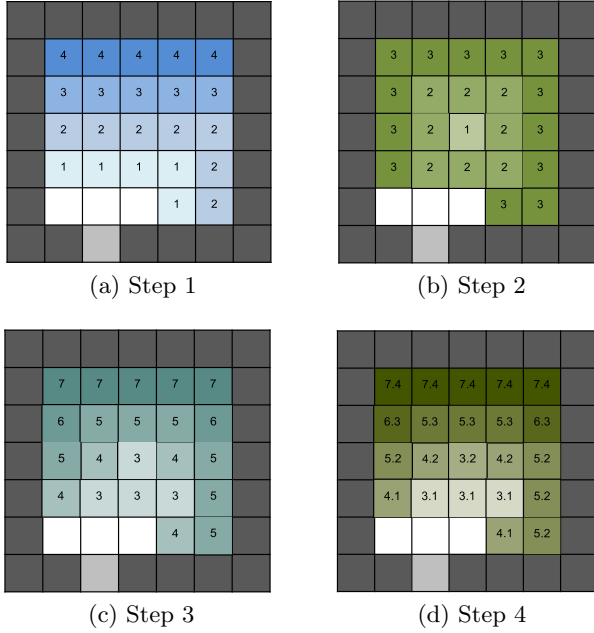 4 4 4 4 4
3 3 3 3 3
2 2 2 2 2
1 1 1 1 2
1 2
(a) Step 1
3 3 3 3 3
3 2 2 2 3
3 2 1 2 3
3 2 2 2 3
3 3
(b) Step 2
7 7 7 7 7
6 5 5 5 6
5 4 3 4 5
4 3 3 3 5
4 5
(c) Step 3
7.4 7.4 7.4 7.4 7.4
6.3 5.3 5.3 5.3 6.3
5.2 4.2 3.2 4.2 5.2
4.1 3.1 3.1 3.1 5.2
4.1 5.2
(d) Step 4